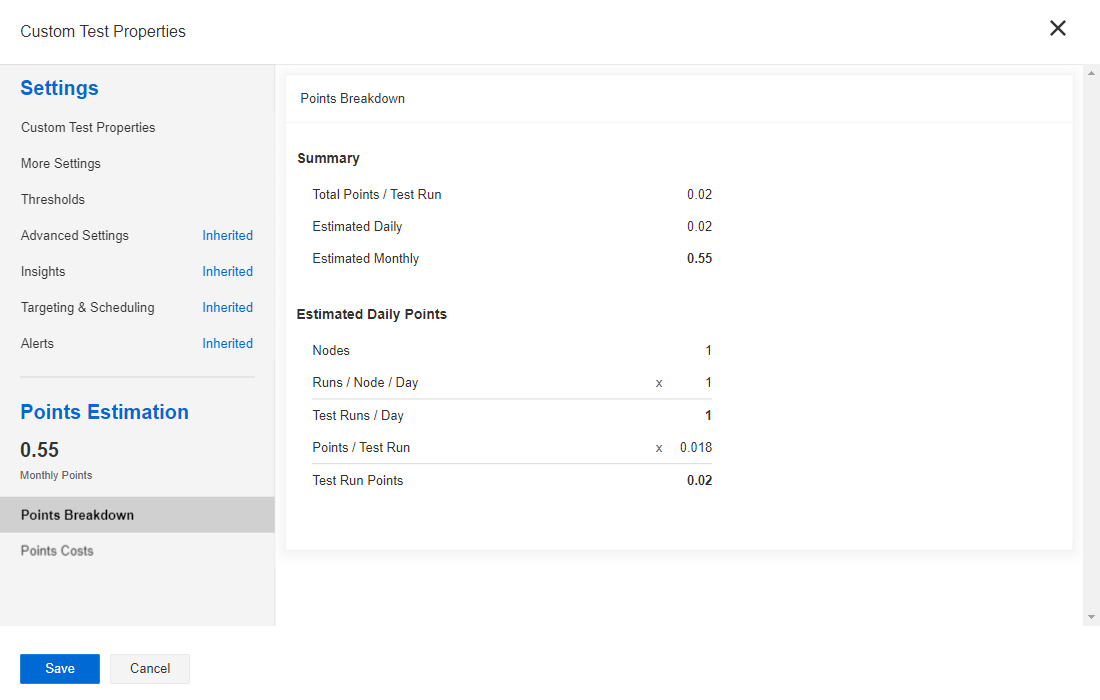 Custom Test Properties
Settings
Custom Test Properties
More Settings
Thresholds
Advanced Settings Inherited
Insights Inherited
Targeting & Scheduling Inherited
Alerts Inherited
Points Estimation
0.55
Monthly Points
Points Breakdown
Points Costs
Points Breakdown
Summary
Total Points / Test Run 0.02
Estimated Daily 0.02
Estimated Monthly 0.55
Estimated Daily Points
Nodes 1
Runs / Node / Day x 1
Test Runs / Day 1
Points / Test Run x 0.018
Test Run Points 0.02
Save Cancel